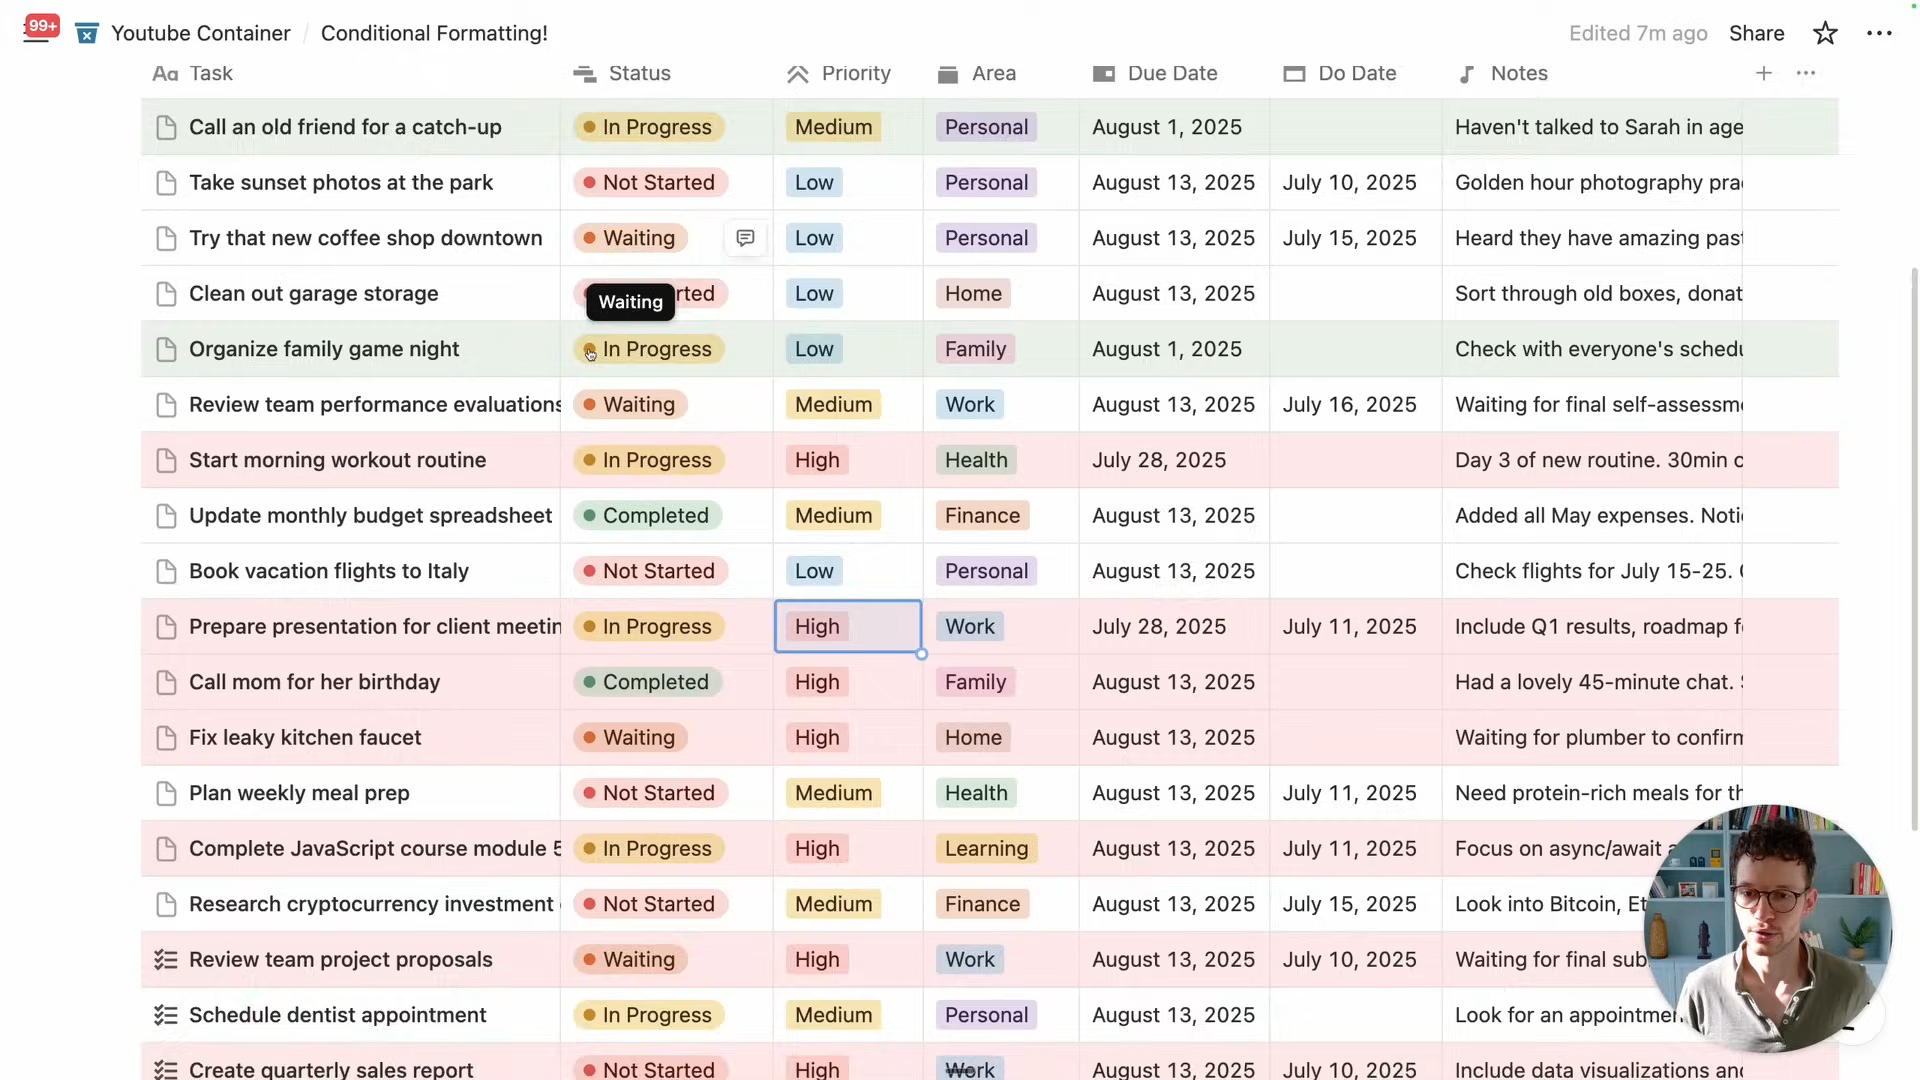 99+ Youtube Container / Conditional Formatting! Edited 7m ago Share
Aa Task Status Priority Area Due Date Do Date Notes
Call an old friend for a catch-up In Progress Medium Personal August 1, 2025 Haven't talked to Sarah in age
Take sunset photos at the park Not Started Low Personal August 13, 2025 July 10, 2025 Golden hour photography pra
Try that new coffee shop downtown Waiting Low Personal August 13, 2025 July 15, 2025 Heard they have amazing past
Clean out garage storage rted Low Home August 13, 2025 Sort through old boxes, donat
Waiting
Organize family game night In Progress Low Family August 1, 2025 Check with everyone's schedu
Review team performance evaluations Waiting Medium Work August 13, 2025 July 16, 2025 Waiting for final self-assessm
Start morning workout routine In Progress High Health July 28, 2025 Day 3 of new routine. 30min c
Update monthly budget spreadsheet Completed Medium Finance August 13, 2025 Added all May expenses. Noti
Book vacation flights to Italy Not Started Low Personal August 13, 2025 Check flights for July 15-25.
Prepare presentation for client meetin In Progress High Work July 28, 2025 July 11, 2025 Include Q1 results, roadmap f
Call mom for her birthday Completed High Family August 13, 2025 Had a lovely 45-minute chat.
Fix leaky kitchen faucet Waiting High Home August 13, 2025 Waiting for plumber to confirm
Plan weekly meal prep Not Started Medium Health August 13, 2025 July 11, 2025 Need protein-rich meals for th
Complete JavaScript course module 5 In Progress High Learning August 13, 2025 July 11, 2025 Focus on async/await
Research cryptocurrency investment Not Started Medium Finance August 13, 2025 July 15, 2025 Look into Bitcoin, Et
Review team project proposals Waiting High Work August 13, 2025 July 10, 2025 Waiting for final sub
Schedule dentist appointment In Progress Medium Personal August 13, 2025 Look for an appointmen
Create quarterly sales report Not Started High Work August 13, 2025 July 10, 2025 Include data visualizations and